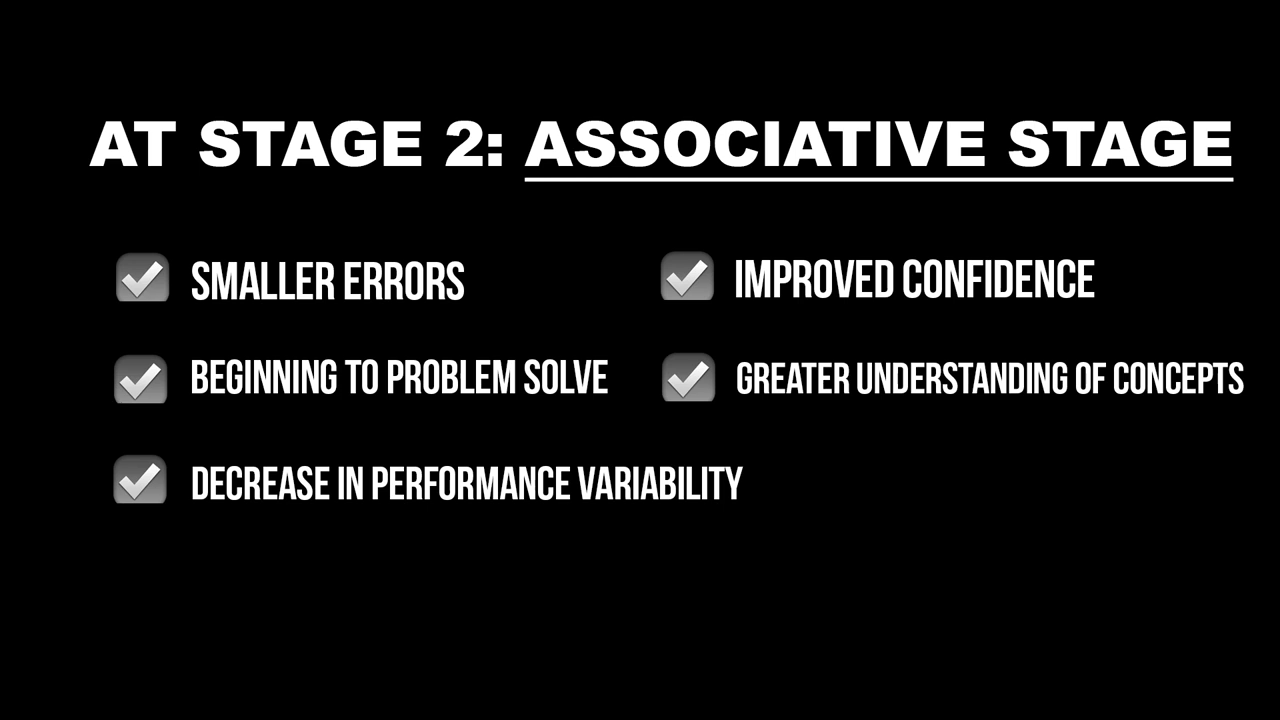 AT STAGE 2: ASSOCIATIVE STAGE
SMALLER ERRORS
IMPROVED CONFIDENCE
BEGINNING TO PROBLEM SOLVE
GREATER UNDERSTANDING OF CONCEPTS
DECREASE IN PERFORMANCE VARIABILITY